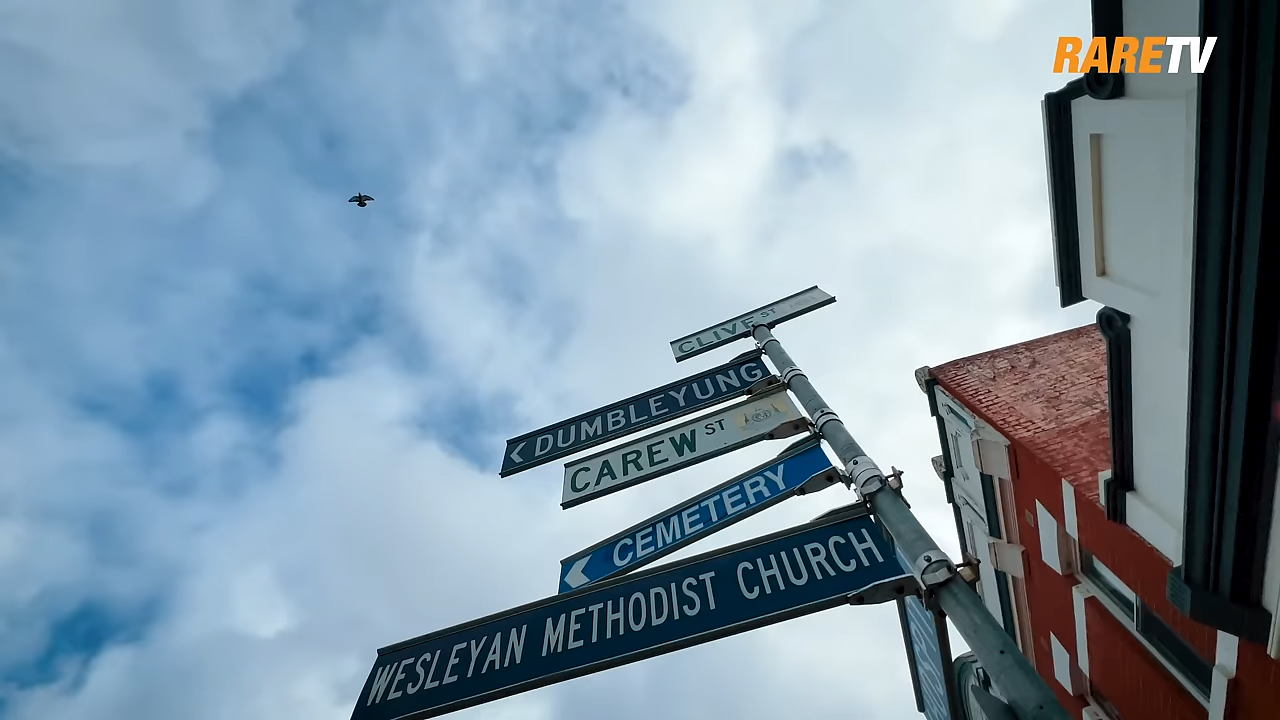 RARETV
CLIVE ST
DUMBLEYUNG
CAREW ST
CEMETERY
WESLEYAN METHODIST CHURCH